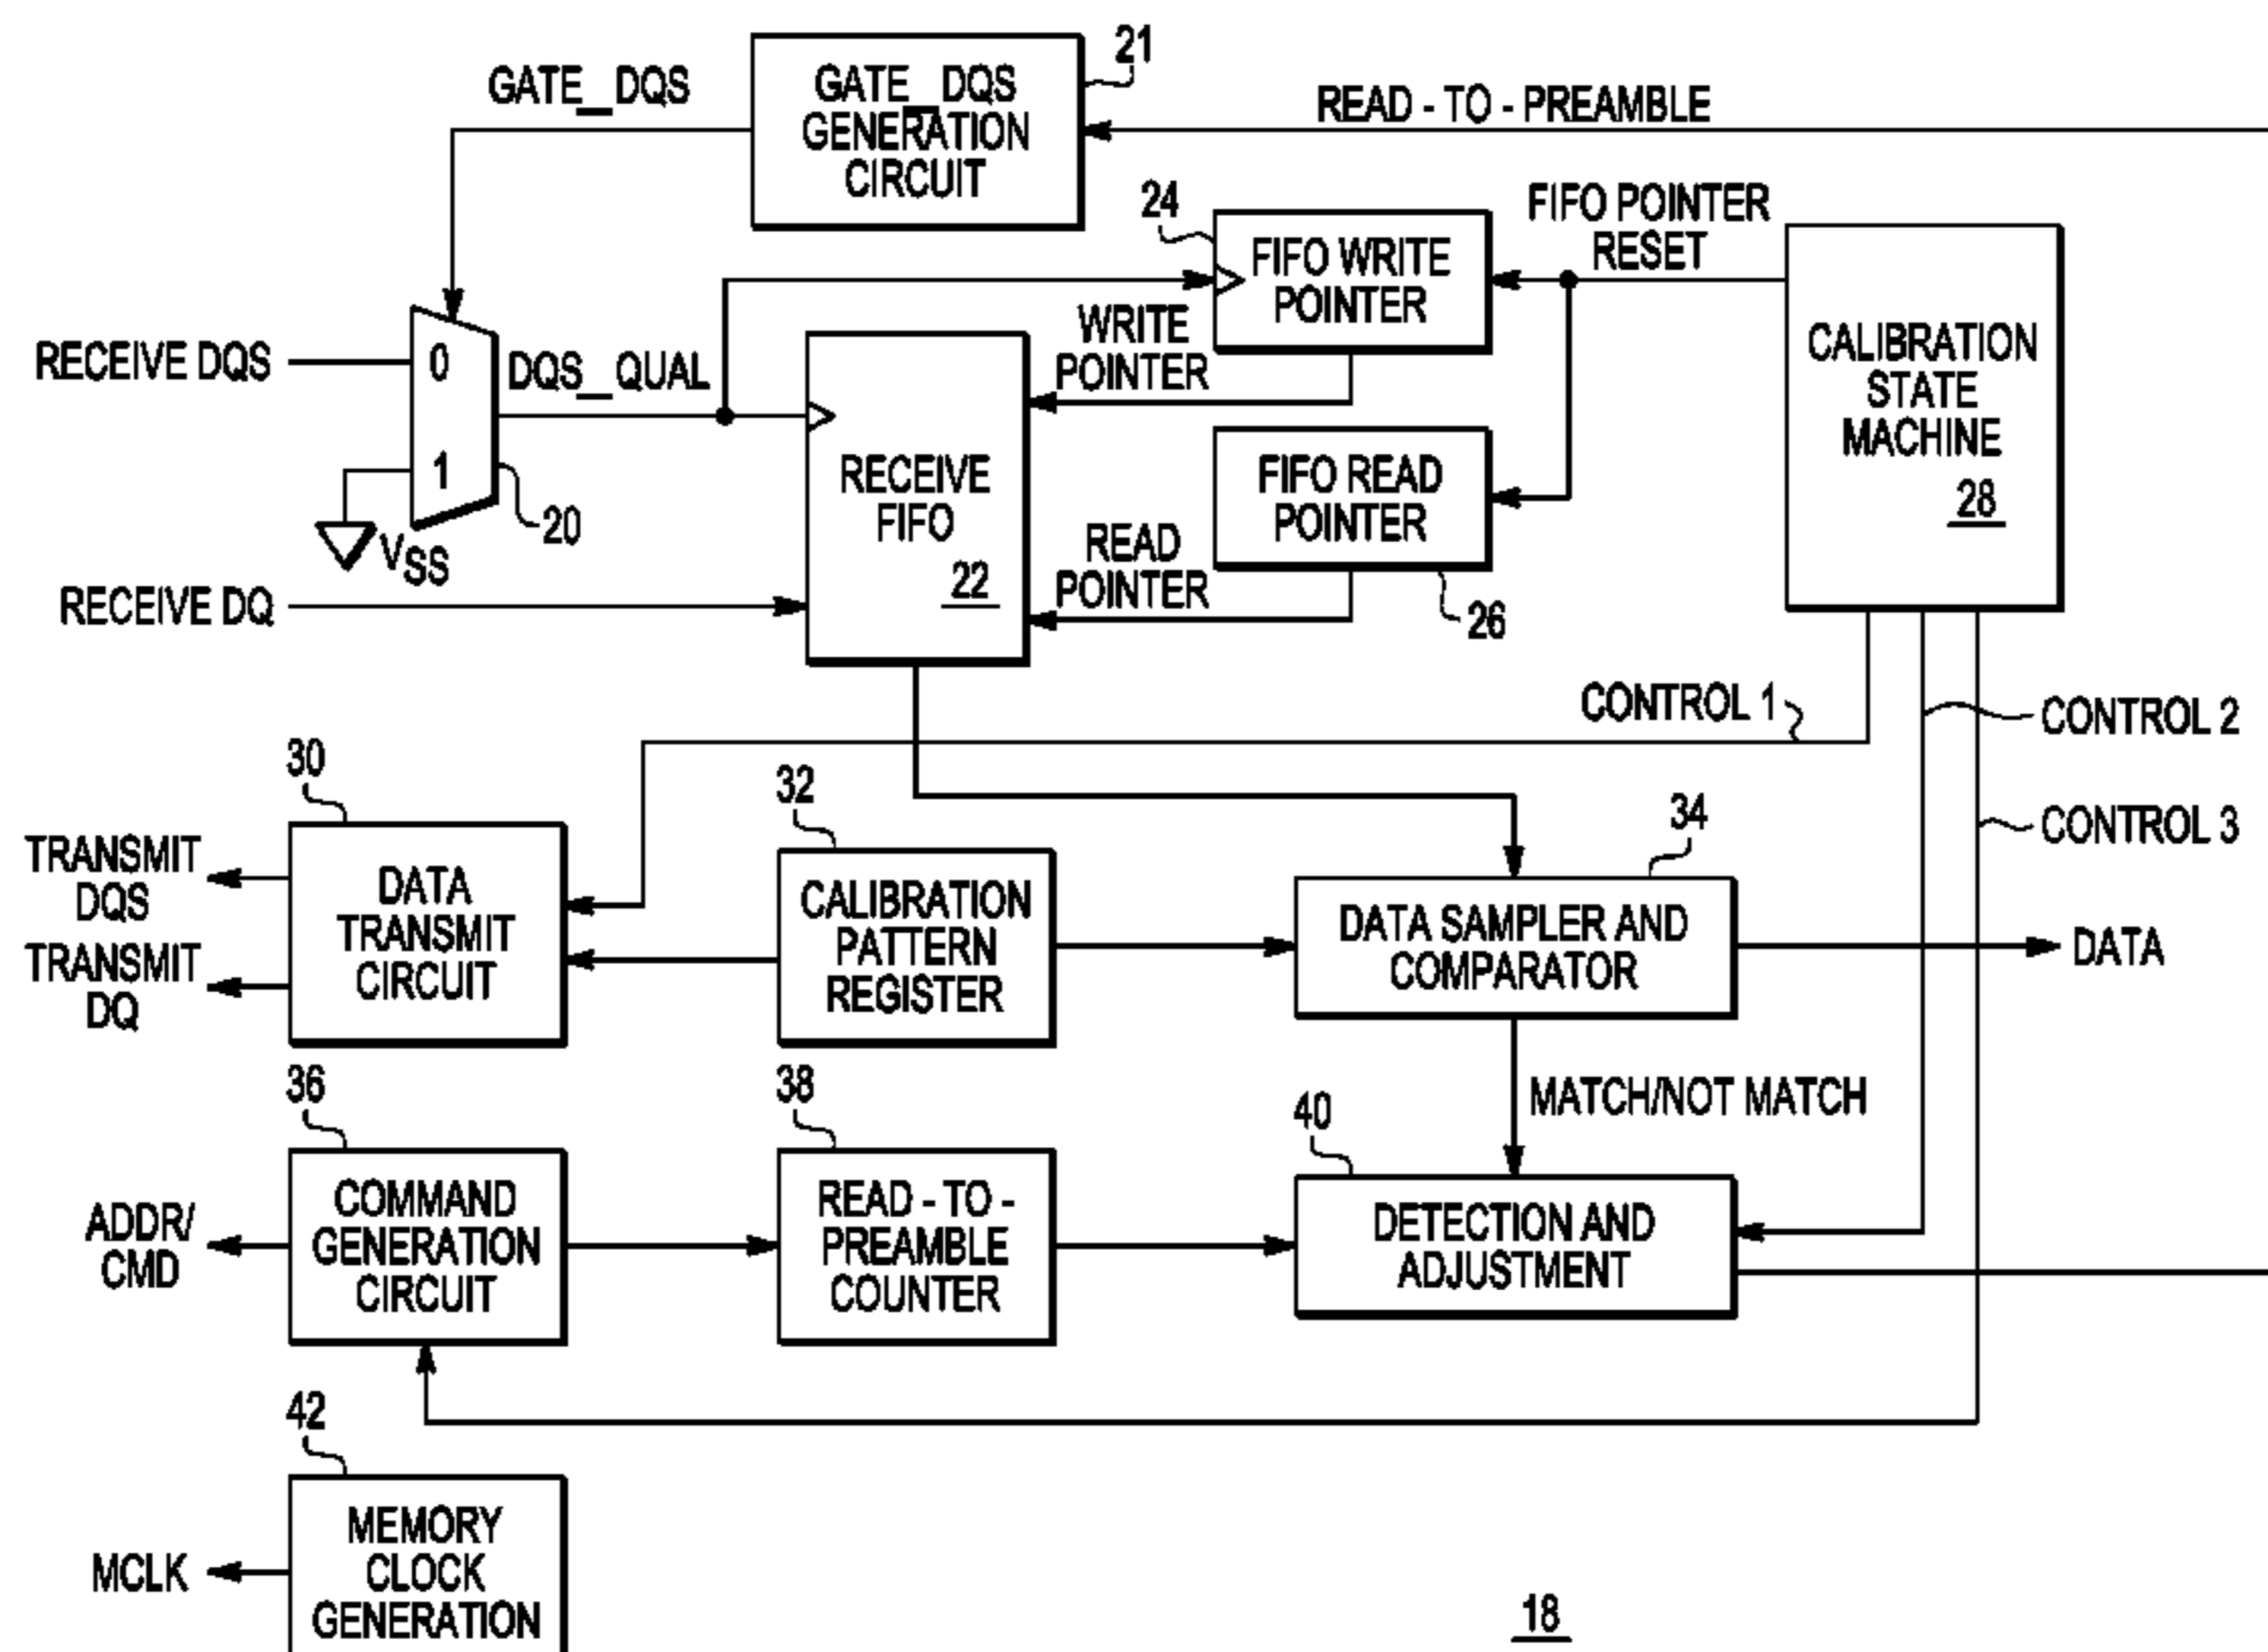 21
GATE_DQS
GATE_DQS
GENERATION
CIRCUIT
READ - TO - PREAMBLE
24
FIFO WRITE
POINTER
FIFO POINTER
RESET
CALIBRATION
STATE
MACHINE
28
RECEIVE DQS
0
1
DQS_QUAL
20
VSS
WRITE
POINTER
RECEIVE
FIFO
22
FIFO READ
POINTER
READ
POINTER
26
RECEIVE DQ
CONTROL 1
CONTROL 2
CONTROL 3
30
32
34
TRANSMIT
DQS
TRANSMIT
DQ
DATA
TRANSMIT
CIRCUIT
CALIBRATION
PATTERN
REGISTER
DATA SAMPLER AND
COMPARATOR
DATA
MATCH/NOT MATCH
36
38
40
ADDR/
CMD
COMMAND
GENERATION
CIRCUIT
READ - TO -
PREAMBLE
COUNTER
DETECTION AND
ADJUSTMENT
42
MCLK
MEMORY
CLOCK
GENERATION
18